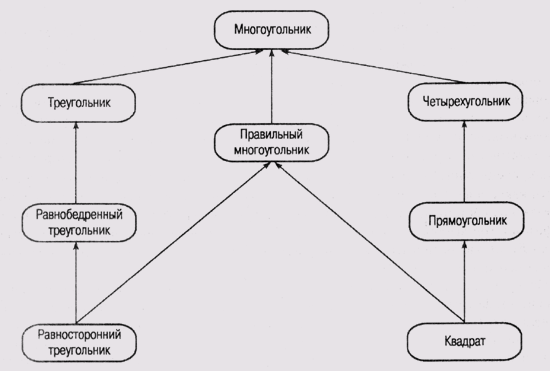 Многоугольник
Треугольник
Четырехугольник
Правильный
многоугольник
Равнобедренный
треугольник
Прямоугольник
Равносторонний
треугольник
Квадрат